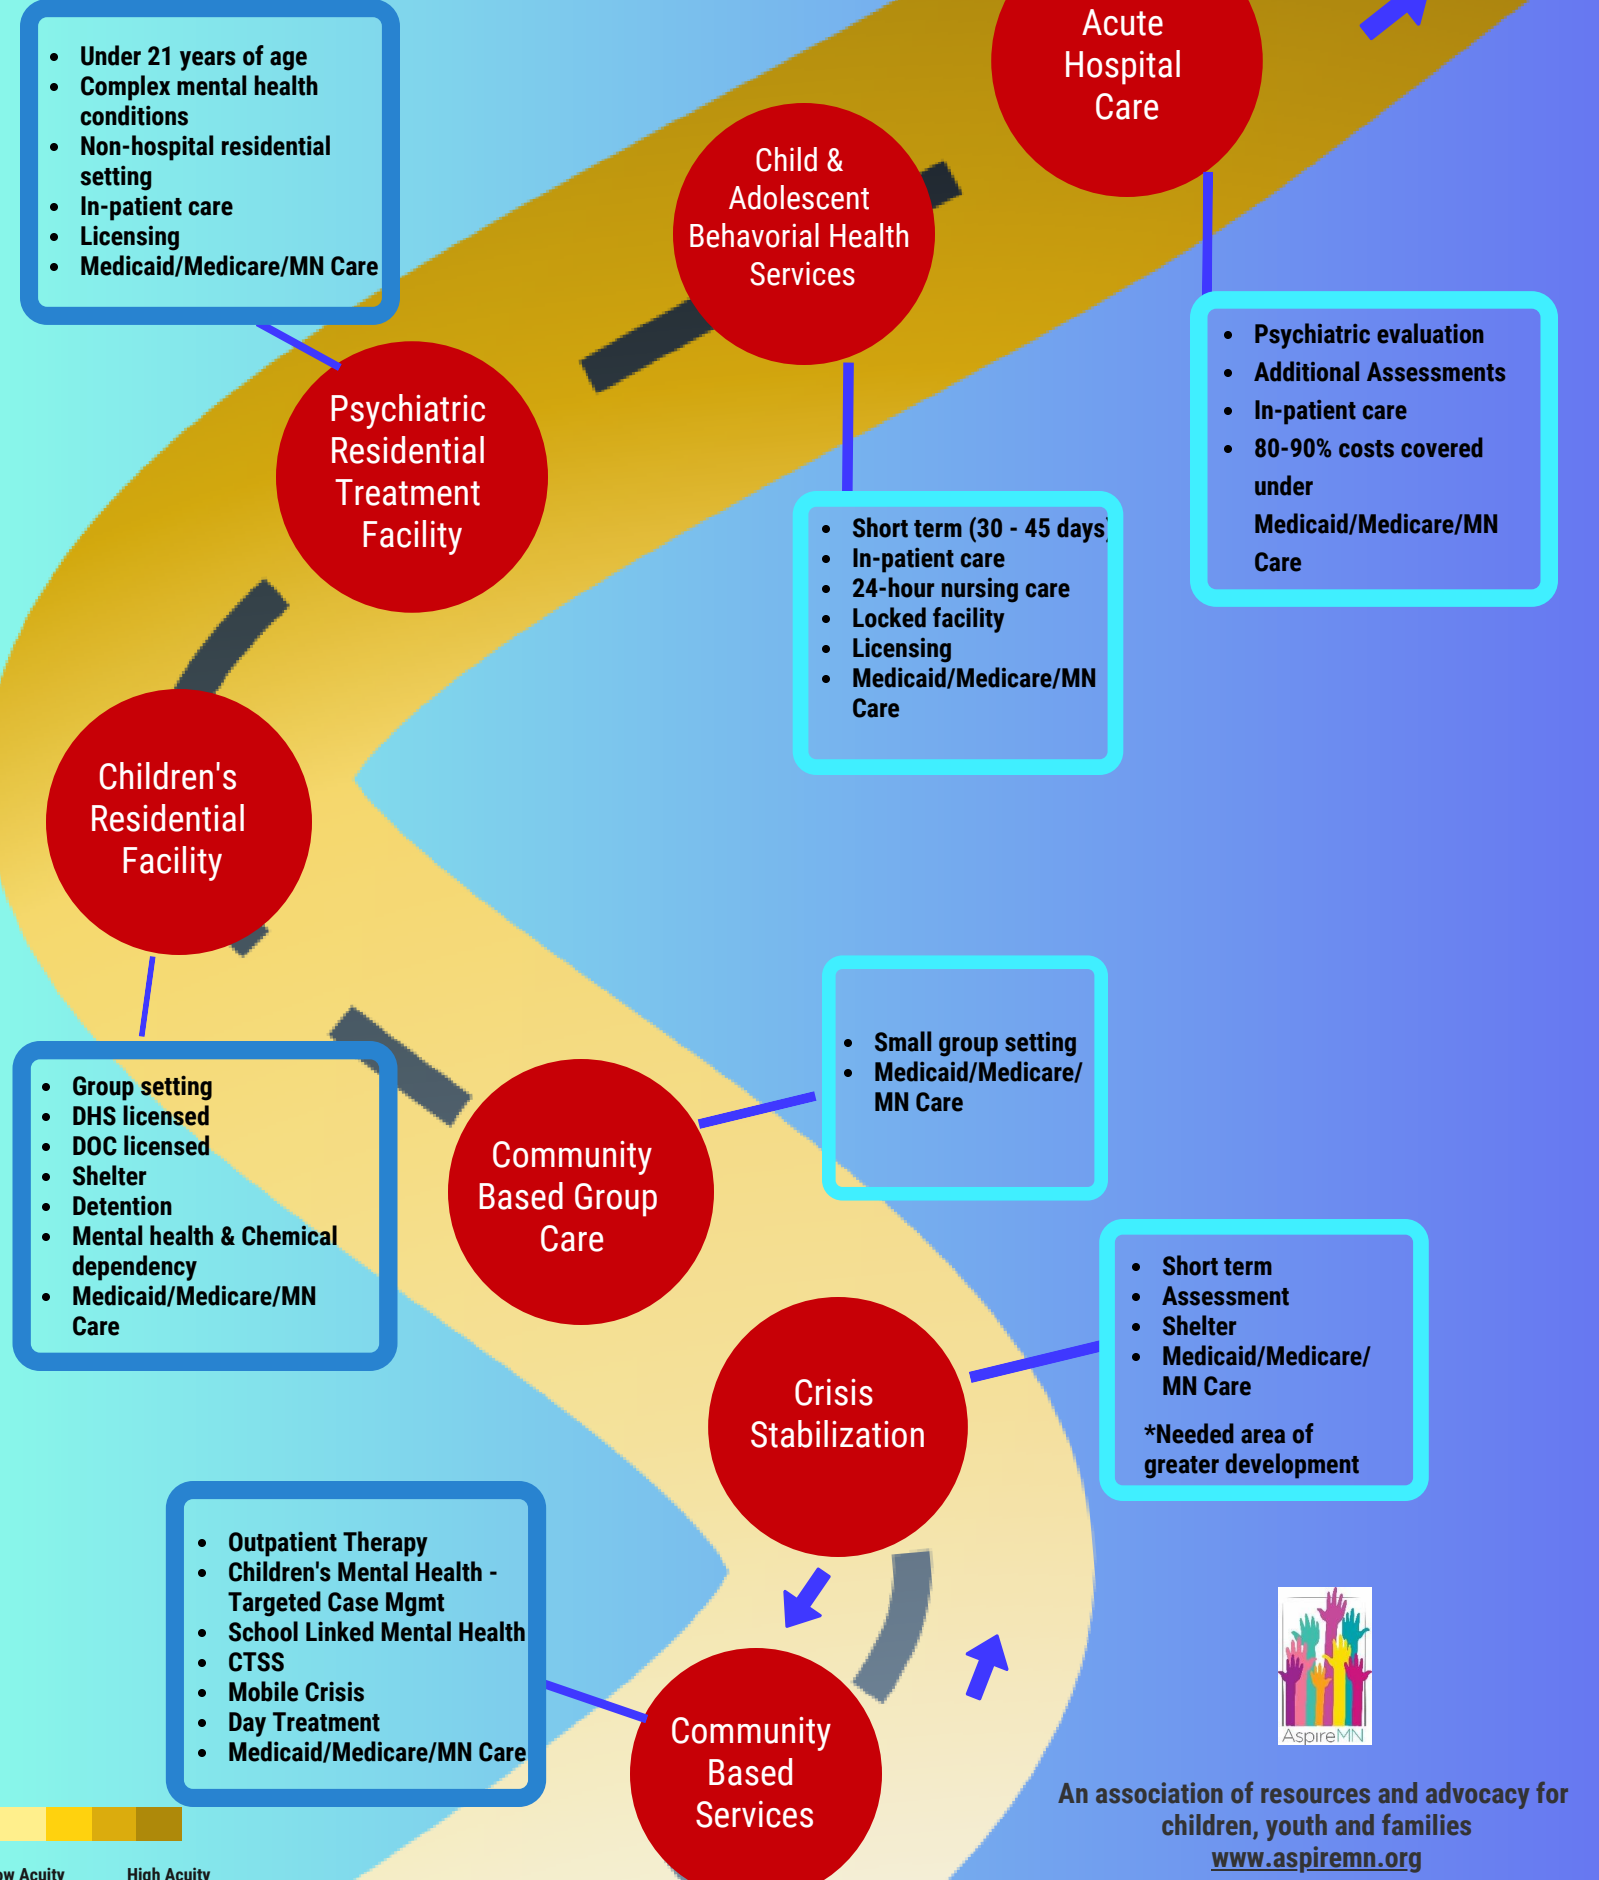 Acute
Hospital
Care
Under 21 years of age
Complex mental health
conditions
Non-hospital residential
setting
In-patient care
Licensing
Medicaid/Medicare/MN Care
Child &
Adolescent
Behavorial Health
Services
Psychiatric evaluation
Additional Assessments
In-patient care
80-90% costs covered
under
Medicaid/Medicare/MN
Care
Psychiatric
Residential
Treatment
Facility
Short term (30 - 45 days)
In-patient care
24-hour nursing care
Locked facility
Licensing
Medicaid/Medicare/MN
Care
Children's
Residential
Facility
Small group setting
Medicaid/Medicare/
MN Care
Group setting
DHS licensed
DOC licensed
Shelter
Detention
Mental health & Chemical
dependency
Medicaid/Medicare/MN
Care
Community
Based Group
Care
Short term
Assessment
Shelter
Medicaid/Medicare/
MN Care
*Needed area of
greater development
Crisis
Stabilization
Outpatient Therapy
Children's Mental Health -
Targeted Case Mgmt
School Linked Mental Health
CTSS
Mobile Crisis
Day Treatment
Medicaid/Medicare/MN Care
Community
Based
Services
AspireMN
An association of resources and advocacy for
children, youth and families
www.aspiremn.org
ow Acuity
High Acuity